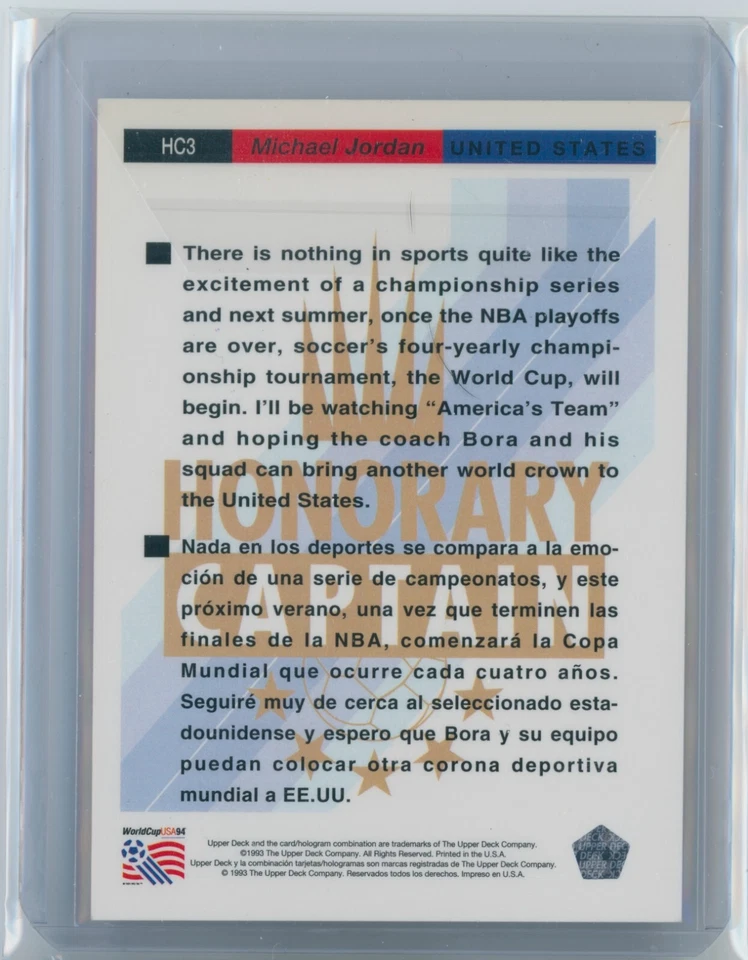 HC3 Michael Jordan UNITED STATES
There is nothing in sports quite like the
excitement of a championship series
and next summer, once the NBA playoffs
are over, soccer's four-yearly champi-
onship tournament, the World Cup, will
begin. I'll be watching “America's Team”
and hoping the coach Bora and his
squad can bring another world crown to
the United States.
HONORARY
Nada en los deportes se compara a la emo-
ción de una serie de campeonatos, y este
próximo verano, una vez que terminen las
CAPTAIN
finales de la NBA, comenzará la Copa
Mundial que ocurre cada cuatro años.
Seguiré muy de cerca al seleccionado esta-
dounidense y espero que Bora y su equipo
puedan colocar otra corona deportiva
mundial a EE.UU.
WorldCupUSA94
Upper Deck and the card/hologram combination are trademarks of The Upper Deck Company.
©1993 The Upper Deck Company. All Rights Reserved. Printed in the U.S.A.
Upper Deck y la combinación tarjetas/hologramas son marcas registradas de The Upper Deck Company.
© 1993 The Upper Deck Company. Reservados todos los derechos. Impreso en U.S.A.
UPPER DECK